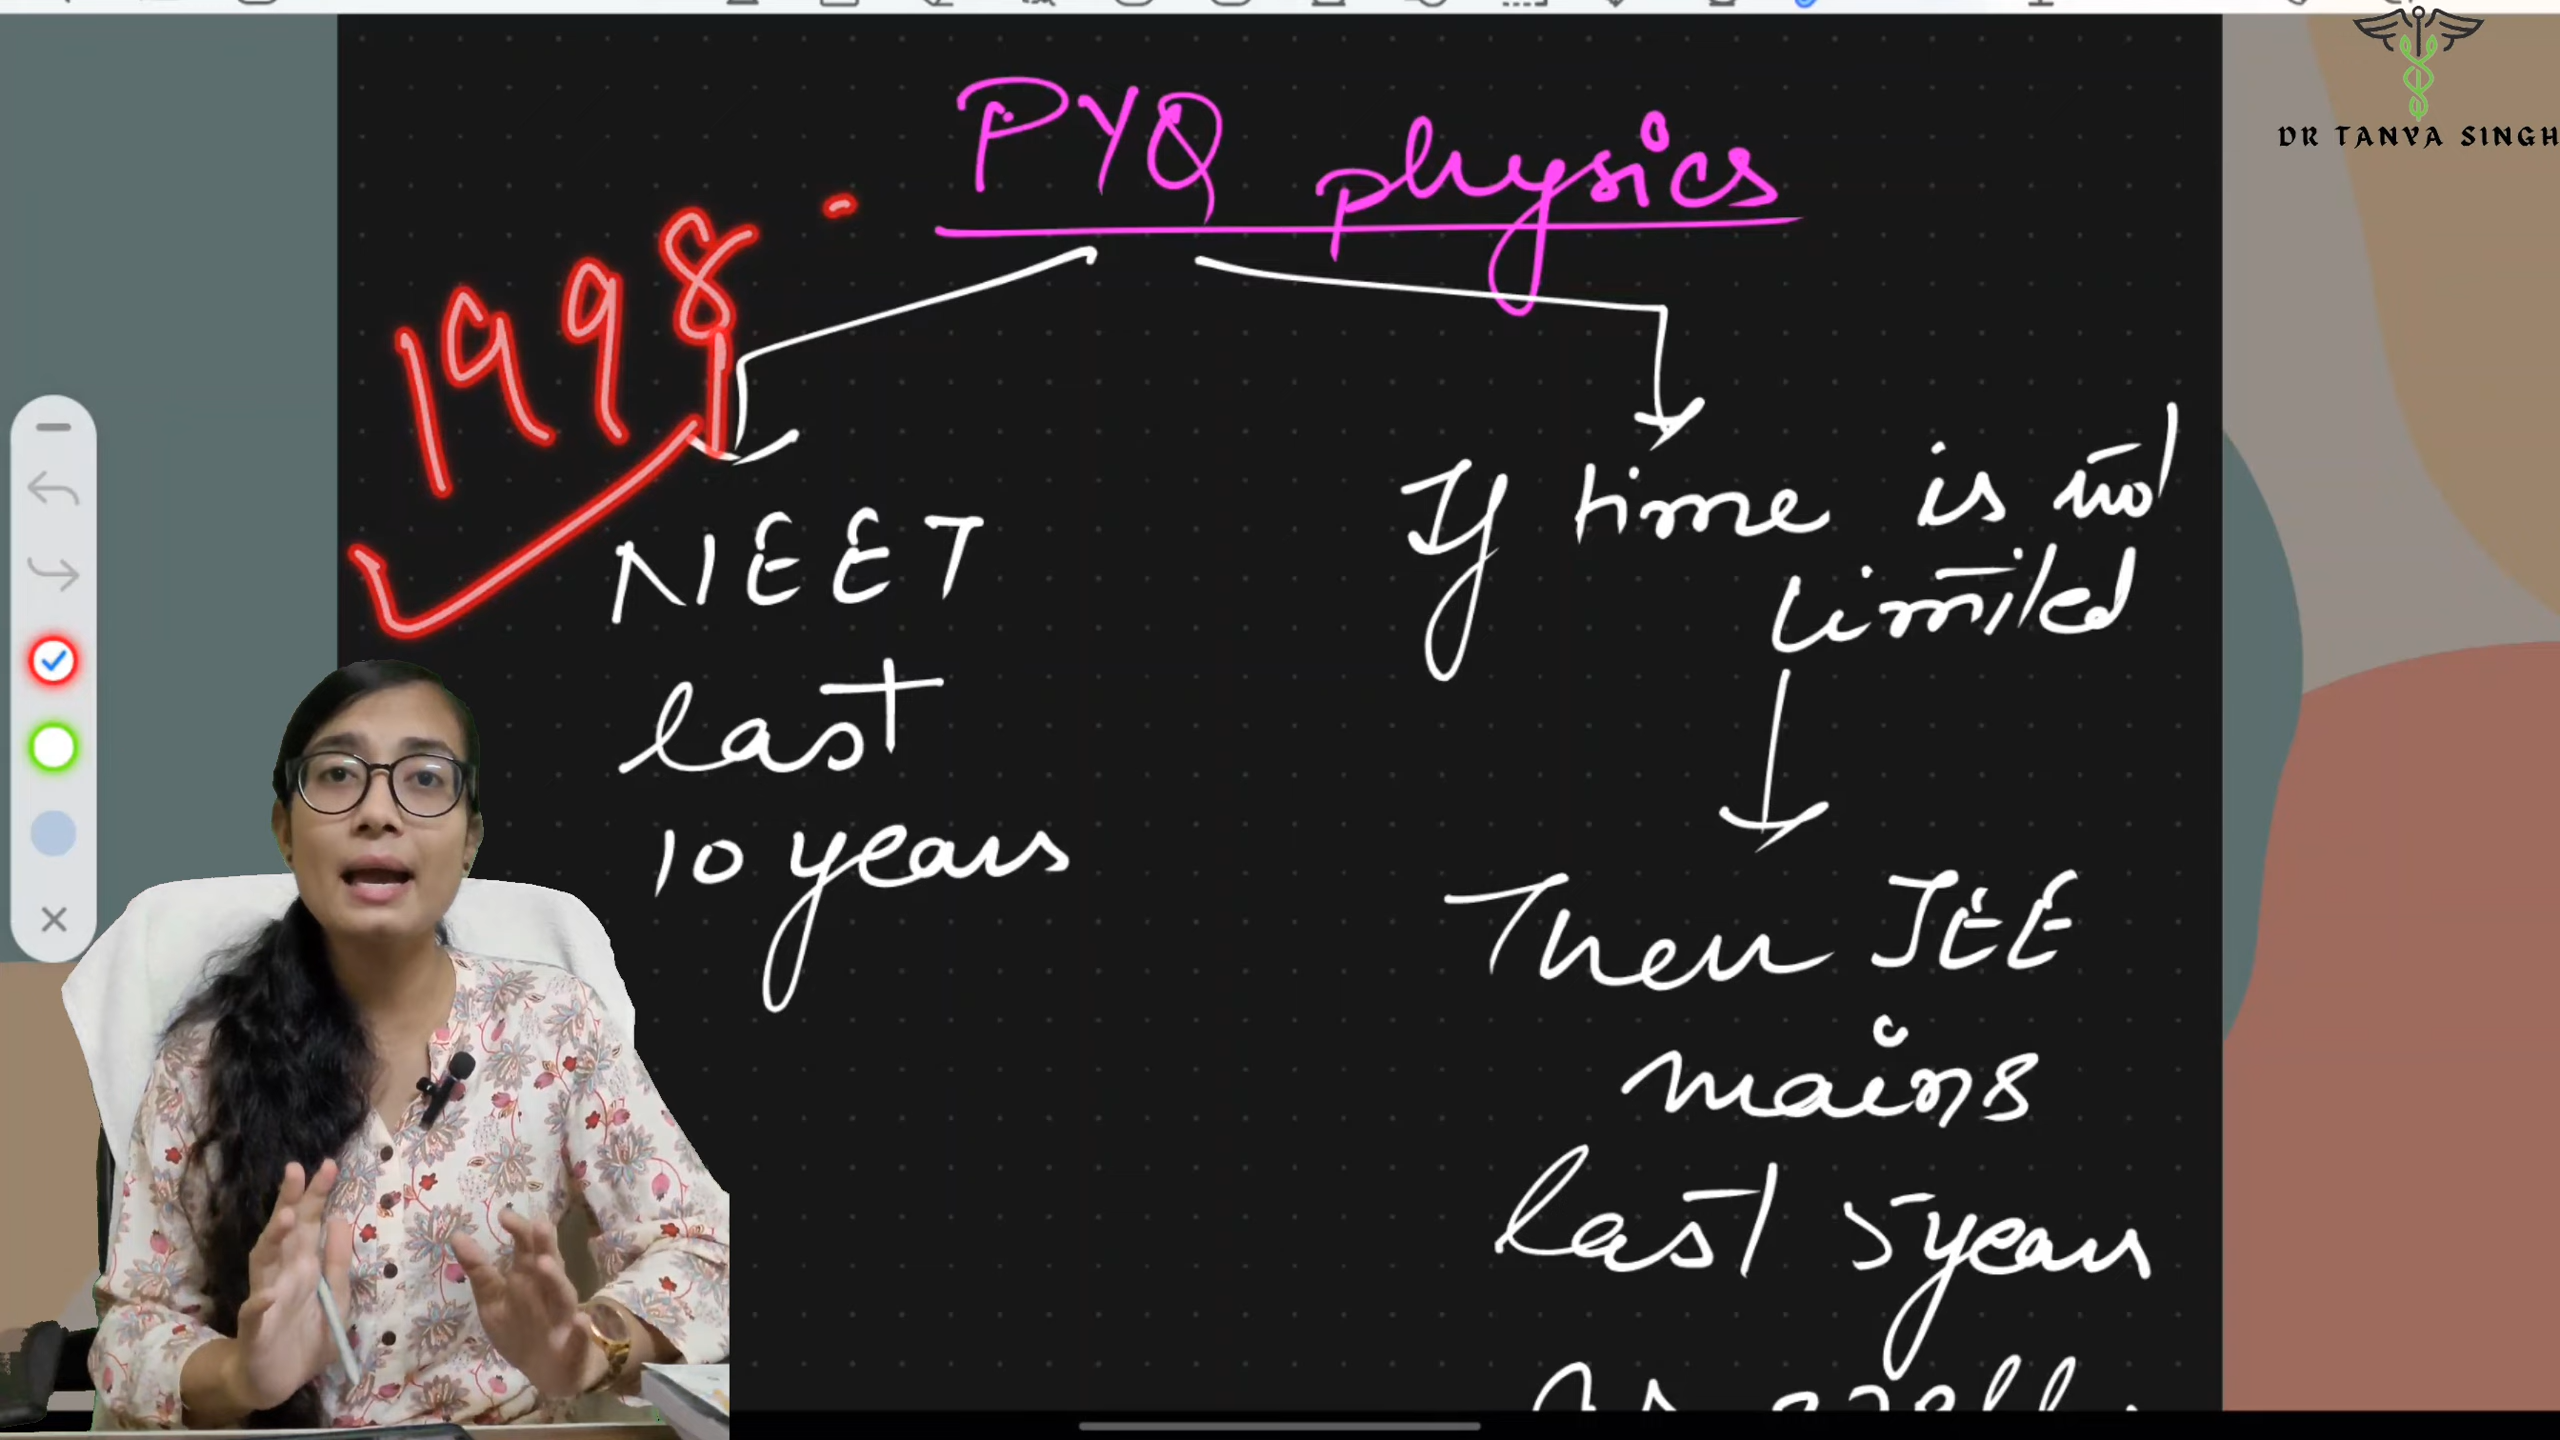 DR TANYA SINGH
PYQ physics
1998
NEET
last
10 years
If time is not
limited
Then JEE
mains
last 5 years